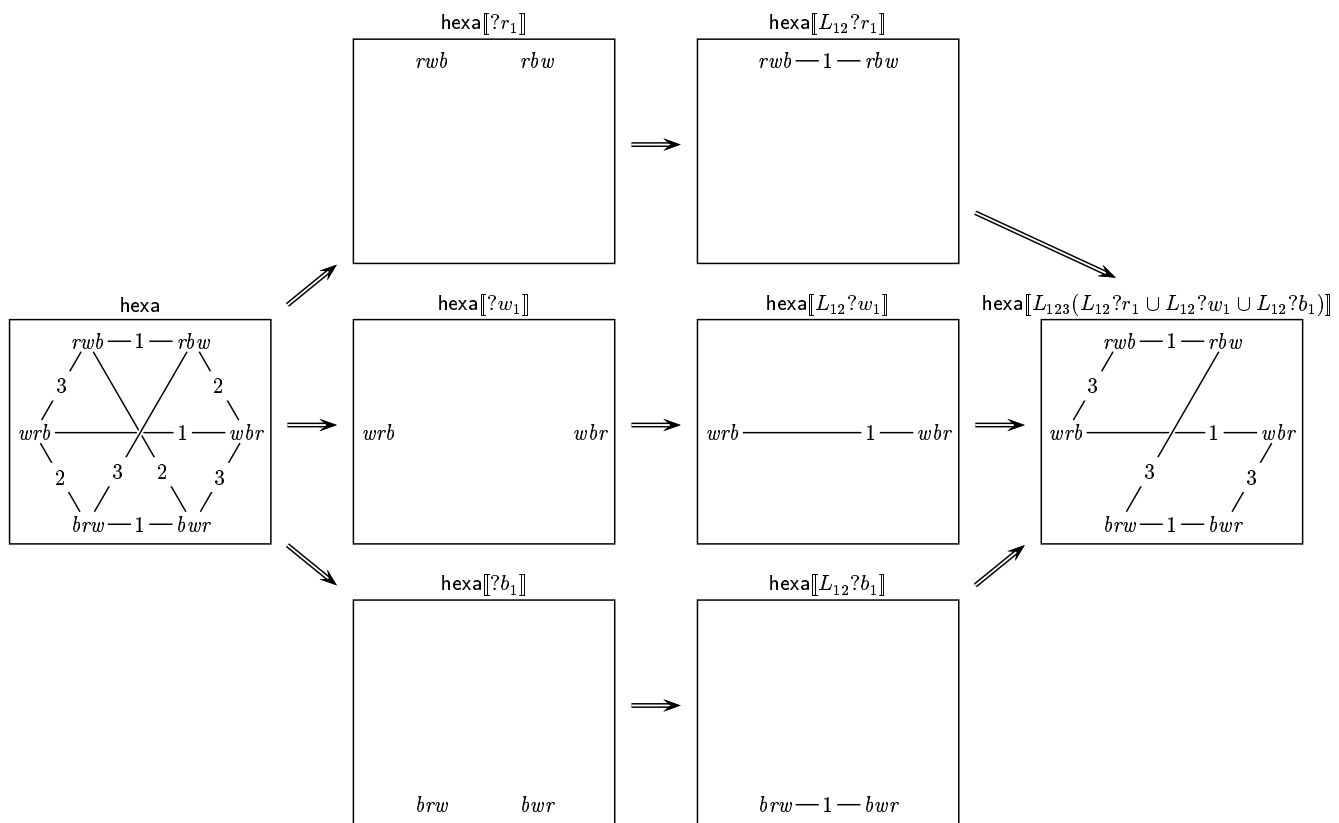 hexa⟦?r₁⟧ hexa⟦L₁₂?r₁⟧
rwb rbw rwb 1 rbw
hexa hexa⟦?w₁⟧ hexa⟦L₁₂?w₁⟧ hexa⟦L₁₂₃(L₁₂?r₁ ∪ L₁₂?w₁ ∪ L₁₂?b₁)⟧
rwb 1 rbw rwb 1 rbw
3 2 3
wrb 1 wbr wrb wbr wrb 1 wbr wrb 1 wbr
2 3 2 3 3 3
brw 1 bwr brw 1 bwr
hexa⟦?b₁⟧ hexa⟦L₁₂?b₁⟧
brw bwr brw 1 bwr